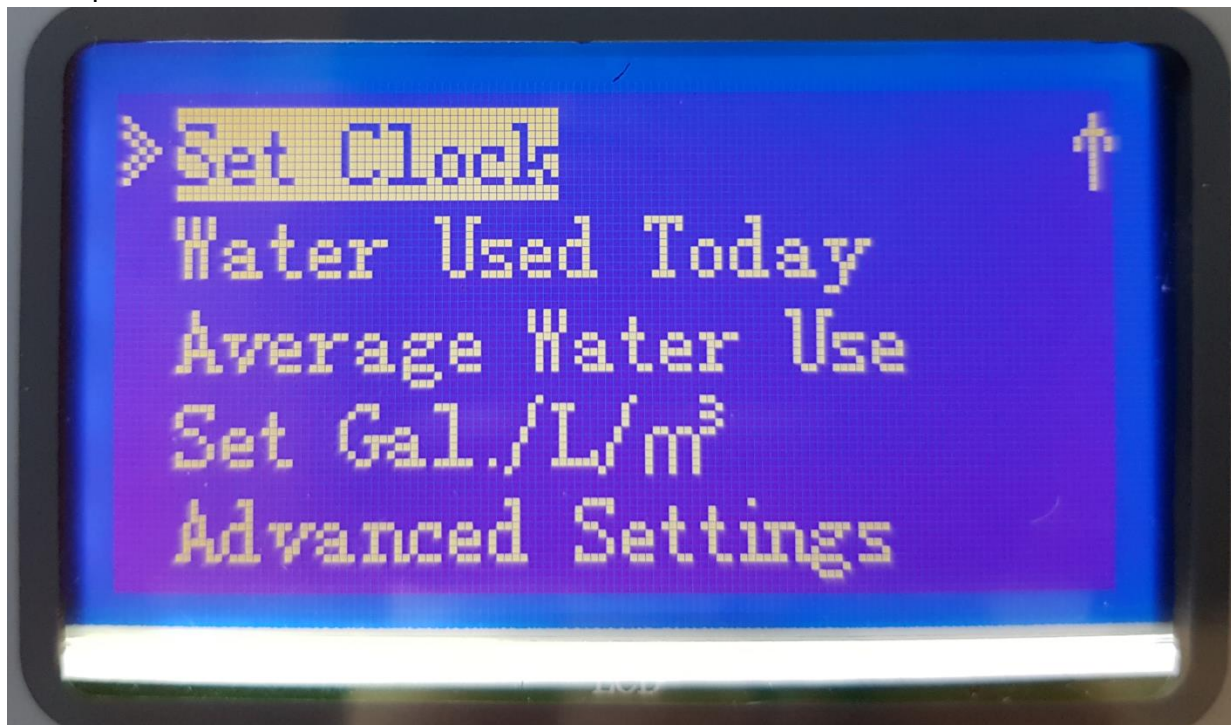 Set Clock
Water Used Today
Average Water Use
Set Gal./L/m³
Advanced Settings